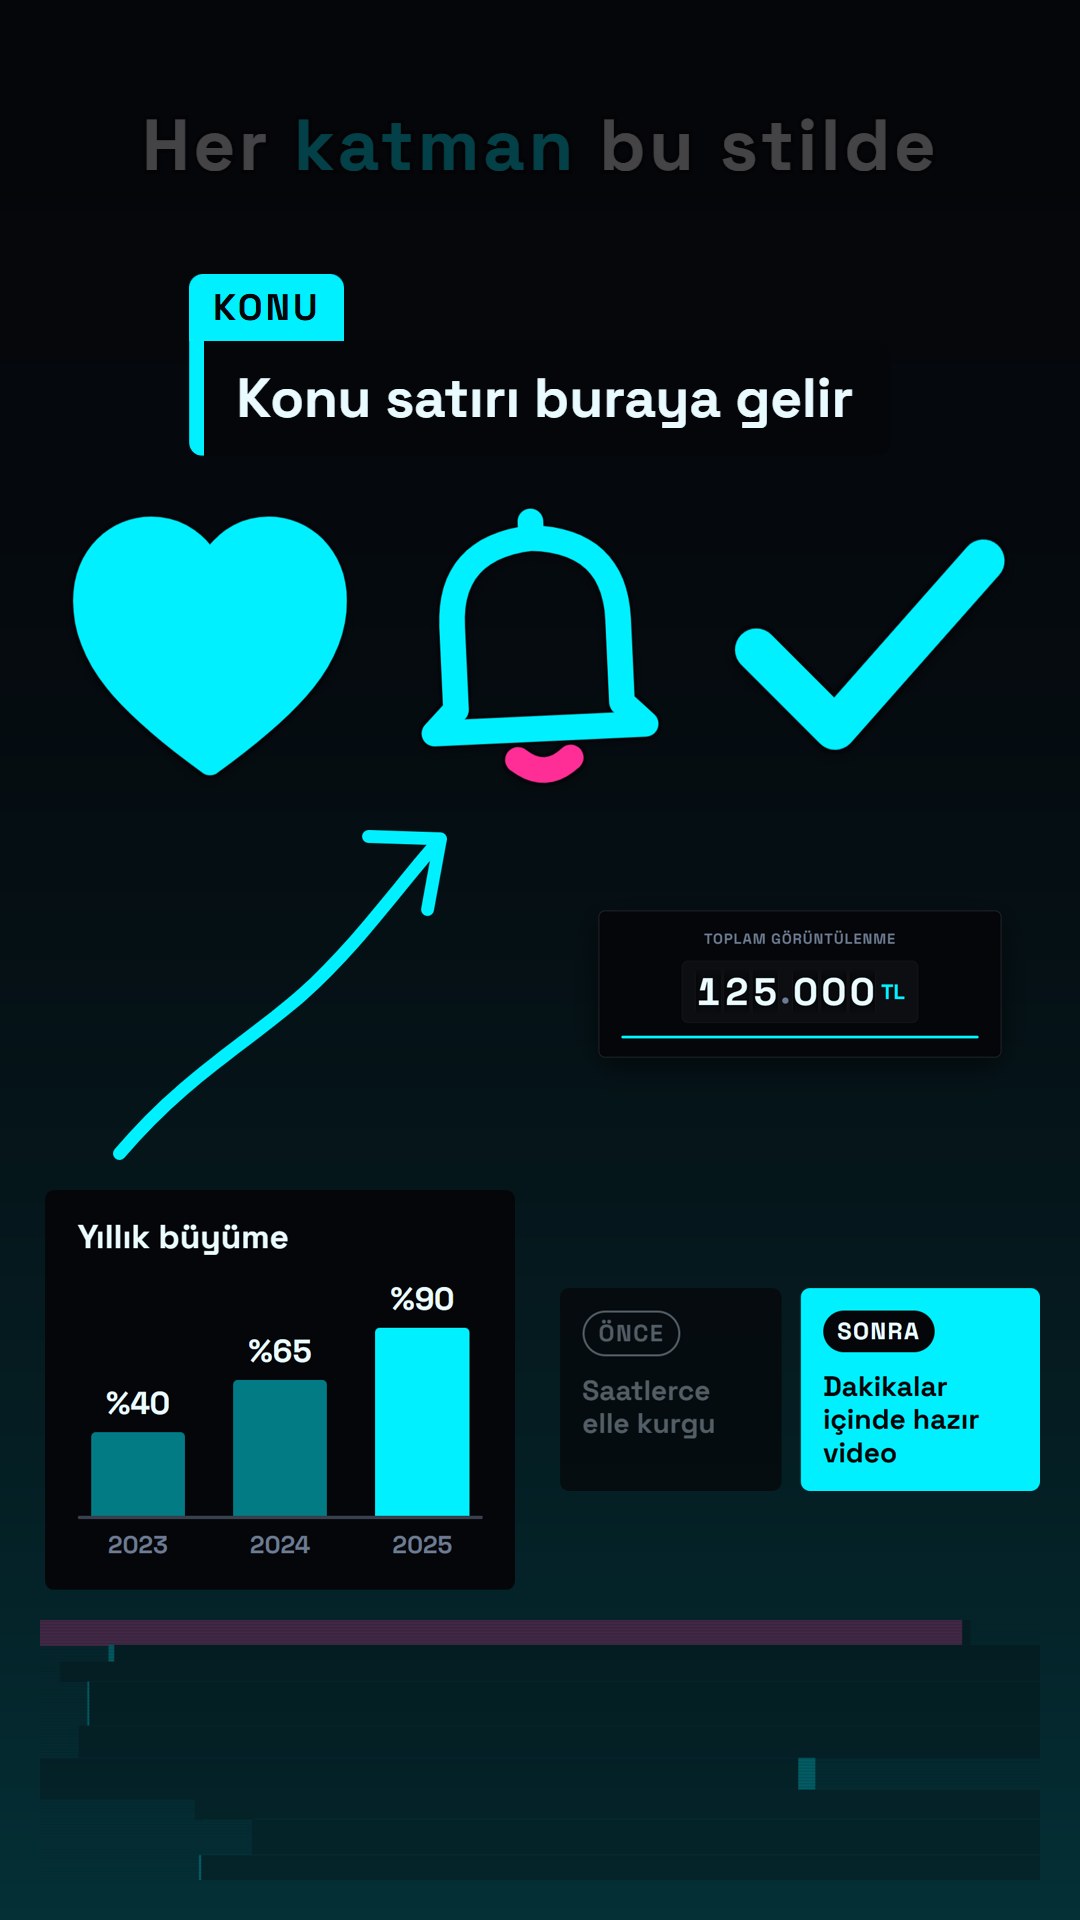 Her katman bu stilde
KONU
Konu satırı buraya gelir
TOPLAM GÖRÜNTÜLENME
125.000 TL
Yıllık büyüme
%40
%65
%90
2023
2024
2025
ÖNCE
Saatlerce
elle kurgu
SONRA
Dakikalar
içinde hazır
video